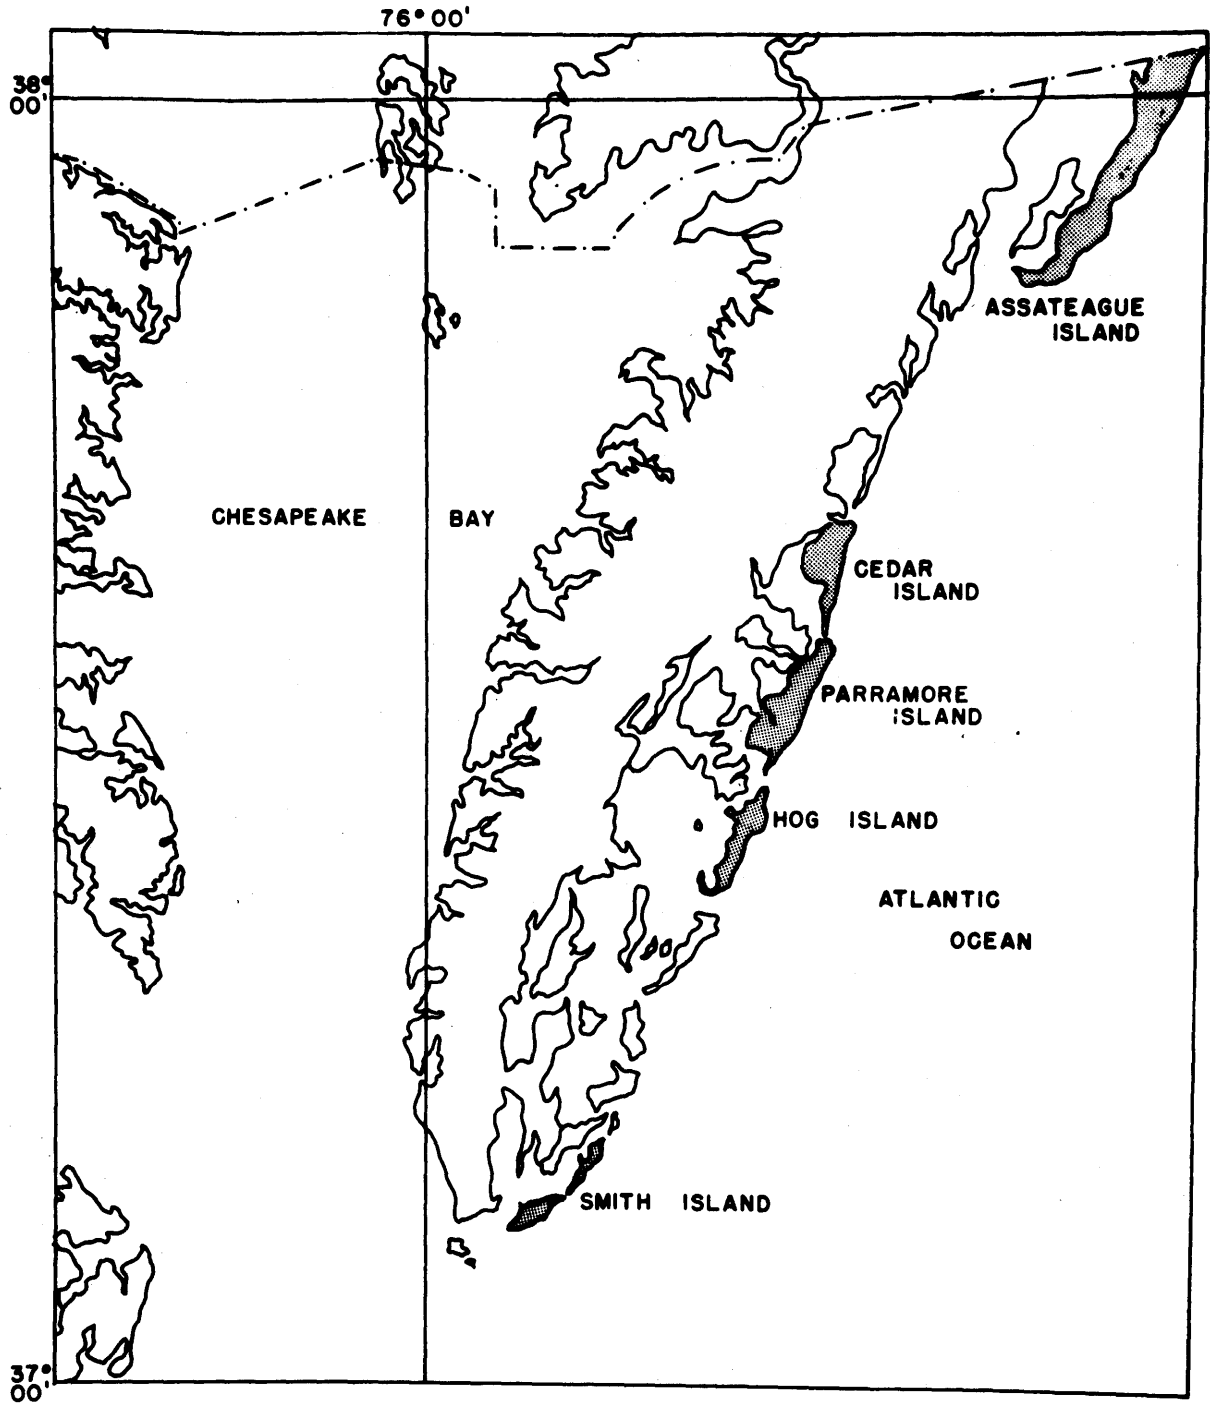 76° 00'
38°
00'
ASSATEAGUE
ISLAND
CHESAPEAKE BAY
CEDAR
ISLAND
PARRAMORE
ISLAND
HOG ISLAND
ATLANTIC
OCEAN
SMITH ISLAND
37°
00'